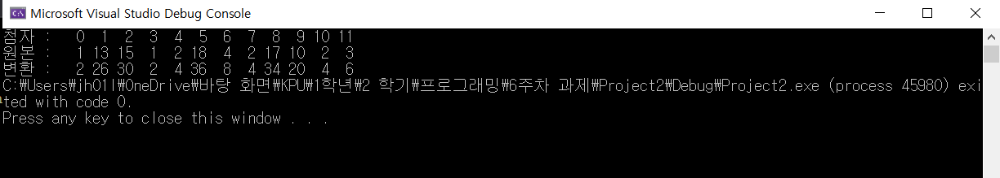 Microsoft Visual Studio Debug Console
첨자 :   0  1  2  3  4  5  6  7  8  9 10 11
원본 :   1 13 15  1  2 18  4  2 17 10  2  3
변환 :   2 26 30  2  4 36  8  4 34 20  4  6
C:₩Users₩jh01l₩OneDrive₩바탕 화면₩KPU₩1학년₩2 학기₩프로그래밍₩6주차 과제₩Project2₩Debug₩Project2.exe (process 45980) exi
ted with code 0.
Press any key to close this window . . .